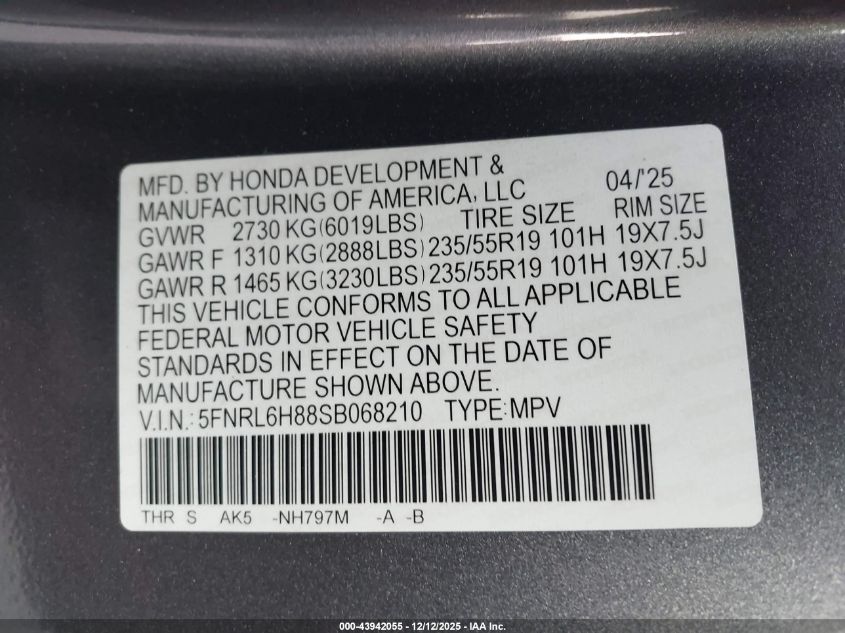 MFD. BY HONDA DEVELOPMENT &
MANUFACTURING OF AMERICA, LLC 04/'25
GVWR 2730 KG(6019LBS) TIRE SIZE RIM SIZE
GAWR F 1310 KG(2888LBS) 235/55R19 101H 19X7.5J
GAWR R 1465 KG(3230LBS) 235/55R19 101H 19X7.5J
THIS VEHICLE CONFORMS TO ALL APPLICABLE
FEDERAL MOTOR VEHICLE SAFETY
STANDARDS IN EFFECT ON THE DATE OF
MANUFACTURE SHOWN ABOVE.
V.I.N.: 5FNRL6H88SB068210 TYPE:MPV
THR S AK5 -NH797M -A -B
000-43942055 - 12/12/2025 - IAA Inc.